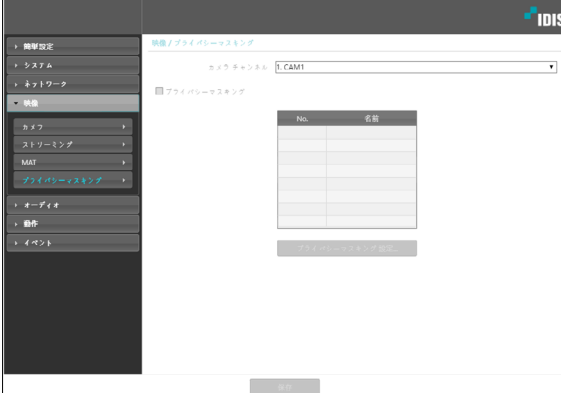 IDIS
簡単設定
システム
ネットワーク
映像
カメラ
ストリーミング
MAT
プライバシーマスキング
オーディオ
動作
イベント
映像 / プライバシーマスキング
カメラ チャンネル 1. CAM1
プライバシーマスキング
No. 名前
プライバシーマスキング 設定...